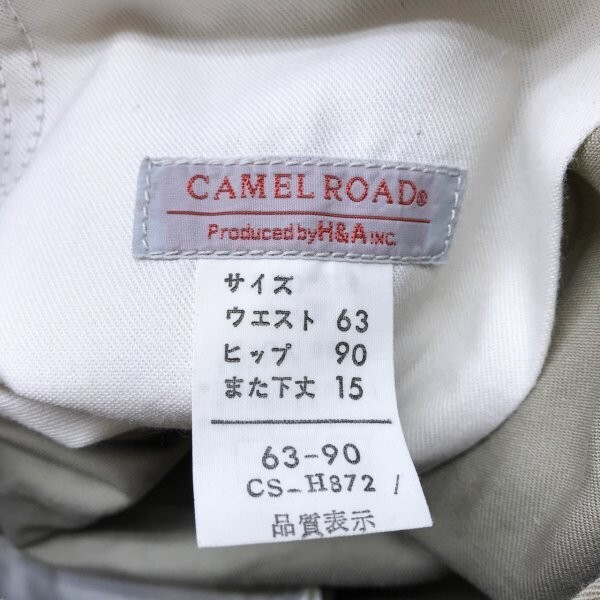 CAMEL ROAD®
Produced by H&A INC.
サイズ
ウエスト 63
ヒップ 90
また下丈 15
63-90
CS-H872 /
品質表示